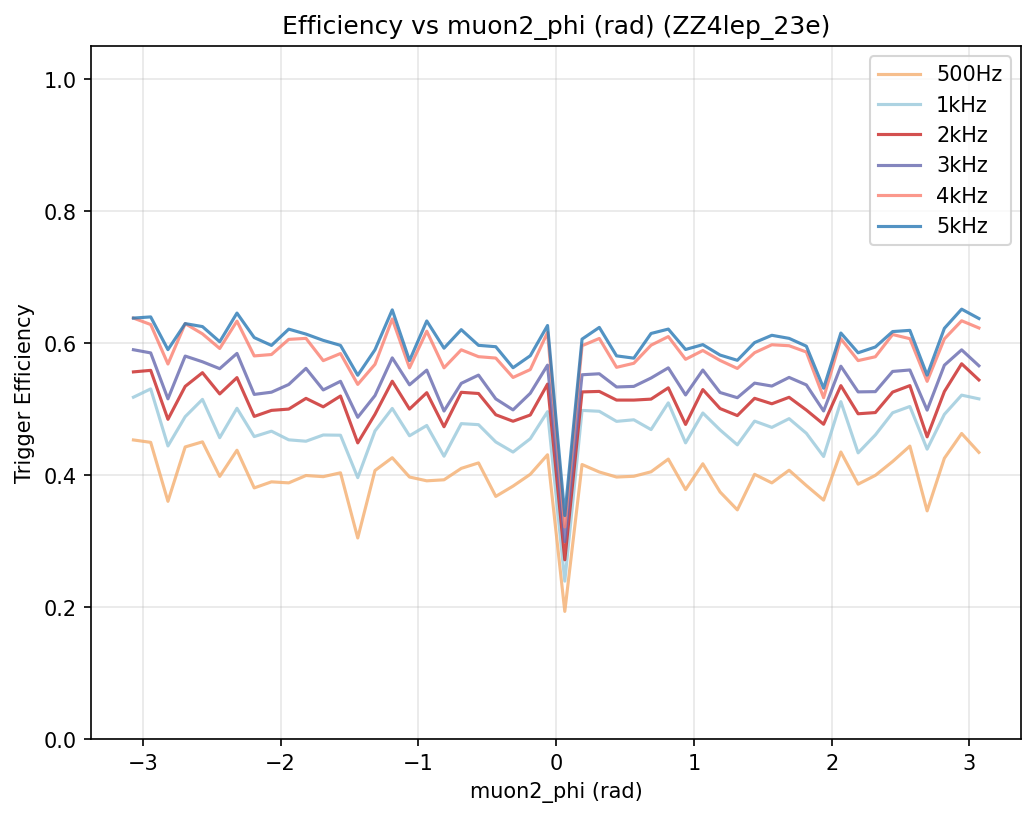 Efficiency vs muon2_phi (rad) (ZZ4lep_23e)
500Hz
1kHz
2kHz
3kHz
4kHz
5kHz
Trigger Efficiency
1.0
0.8
0.6
0.4
0.2
0.0
−3
−2
−1
0
1
2
3
muon2_phi (rad)